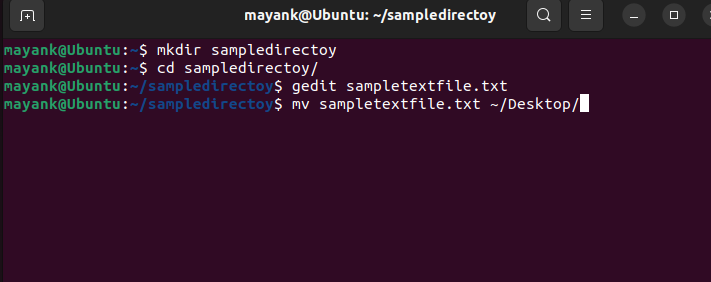 mayank@Ubuntu: ~/sampledirectoy
mayank@Ubuntu:~$ mkdir sampledirectoy
mayank@Ubuntu:~$ cd sampledirectoy/
mayank@Ubuntu:~/sampledirectoy$ gedit sampletextfile.txt
mayank@Ubuntu:~/sampledirectoy$ mv sampletextfile.txt ~/Desktop/